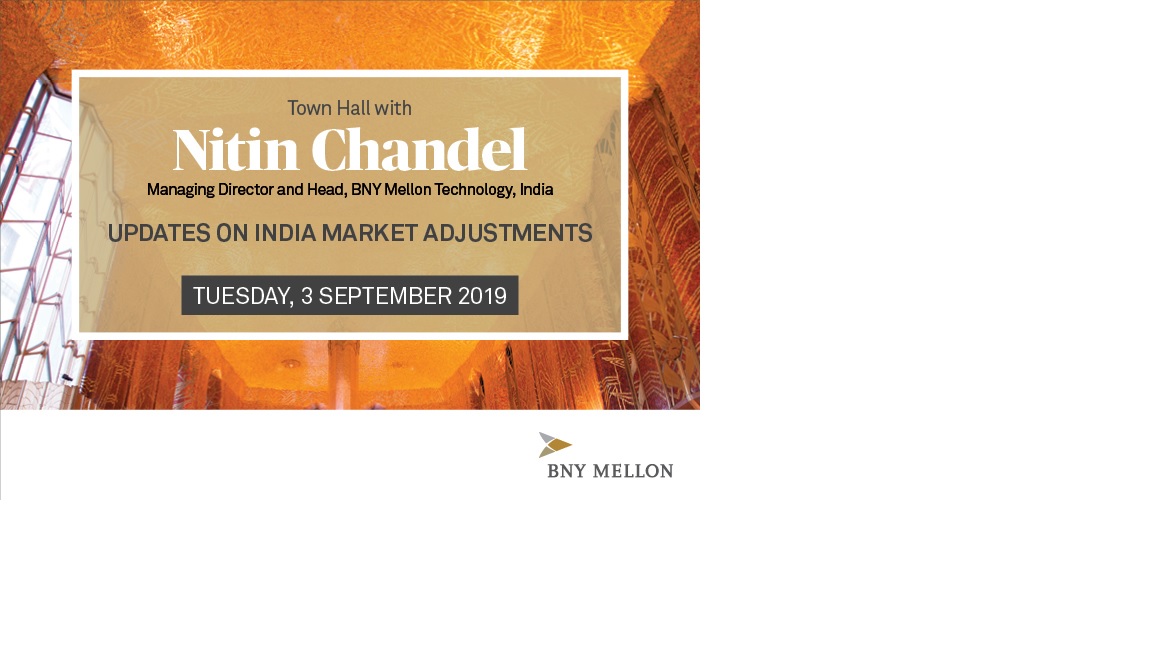 Town Hall with
Nitin Chandel
Managing Director and Head, BNY Mellon Technology, India
UPDATES ON INDIA MARKET ADJUSTMENTS
TUESDAY, 3 SEPTEMBER 2019
BNY MELLON